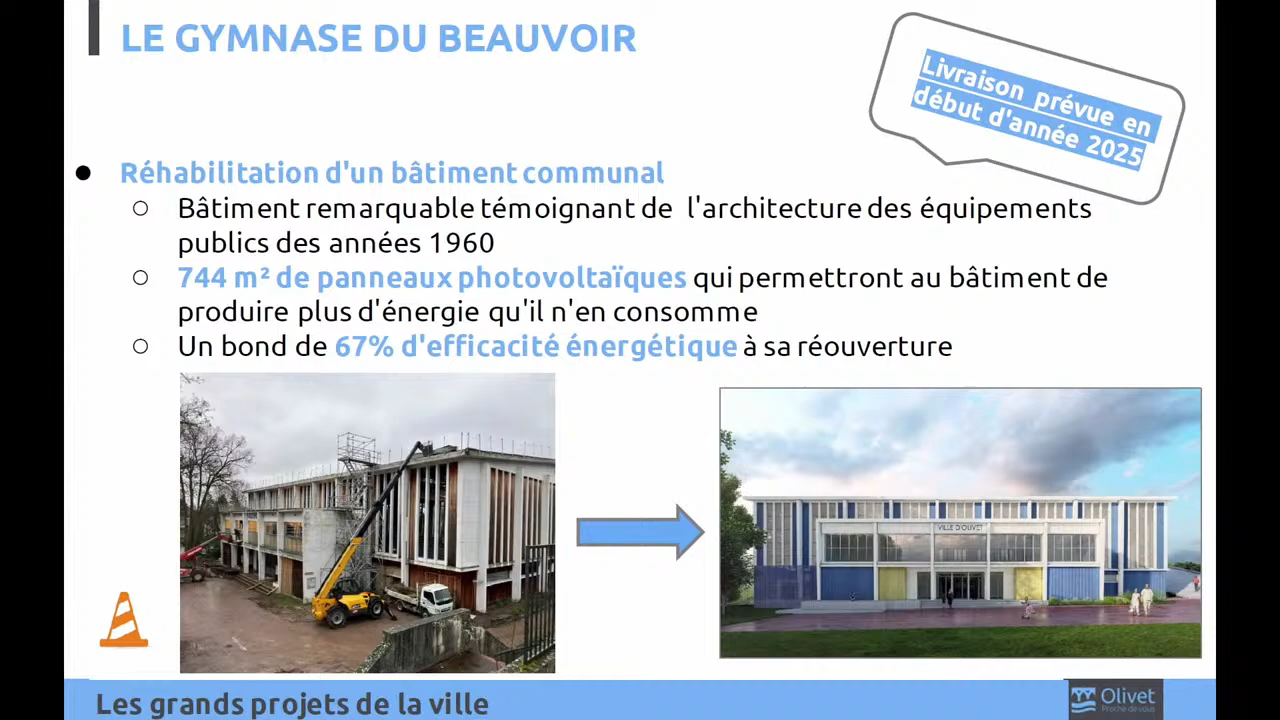 LE GYMNASE DU BEAUVOIR
Livraison prévue en
début d'année 2025
● Réhabilitation d'un bâtiment communal
○ Bâtiment remarquable témoignant de l'architecture des équipements
publics des années 1960
○ 744 m² de panneaux photovoltaïques qui permettront au bâtiment de
produire plus d'énergie qu'il n'en consomme
○ Un bond de 67% d'efficacité énergétique à sa réouverture
VILLE D'OLIVET
Les grands projets de la ville
Olivet
Proche de vous